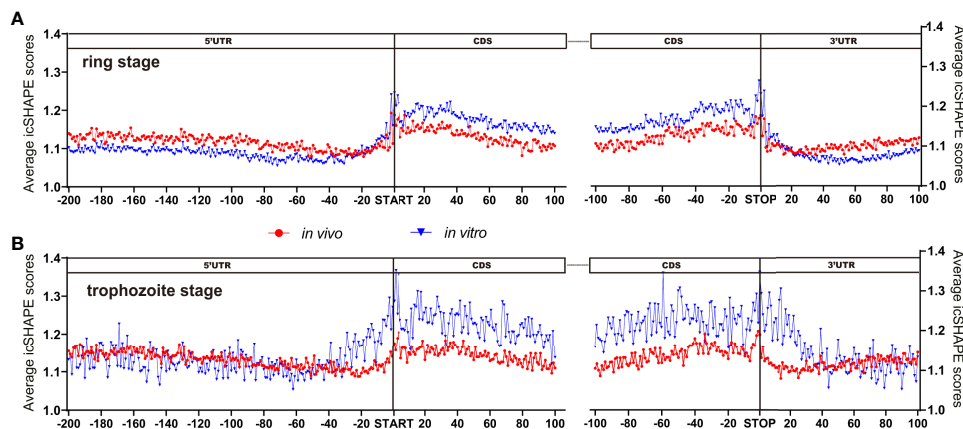 A
5'UTR CDS CDS 3'UTR
ring stage
Average icSHAPE scores
1.4
1.3
1.2
1.1
1.0
-200 -180 -160 -140 -120 -100 -80 -60 -40 -20 START 20 40 60 80 100
-100 -80 -60 -40 -20 STOP 20 40 60 80 100
1.4
1.3
1.2
1.1
1.0
Average icSHAPE scores
in vivo in vitro
B
5'UTR CDS CDS 3'UTR
trophozoite stage
Average icSHAPE scores
1.4
1.3
1.2
1.1
1.0
-200 -180 -160 -140 -120 -100 -80 -60 -40 -20 START 20 40 60 80 100
-100 -80 -60 -40 -20 STOP 20 40 60 80 100
1.4
1.3
1.2
1.1
1.0
Average icSHAPE scores